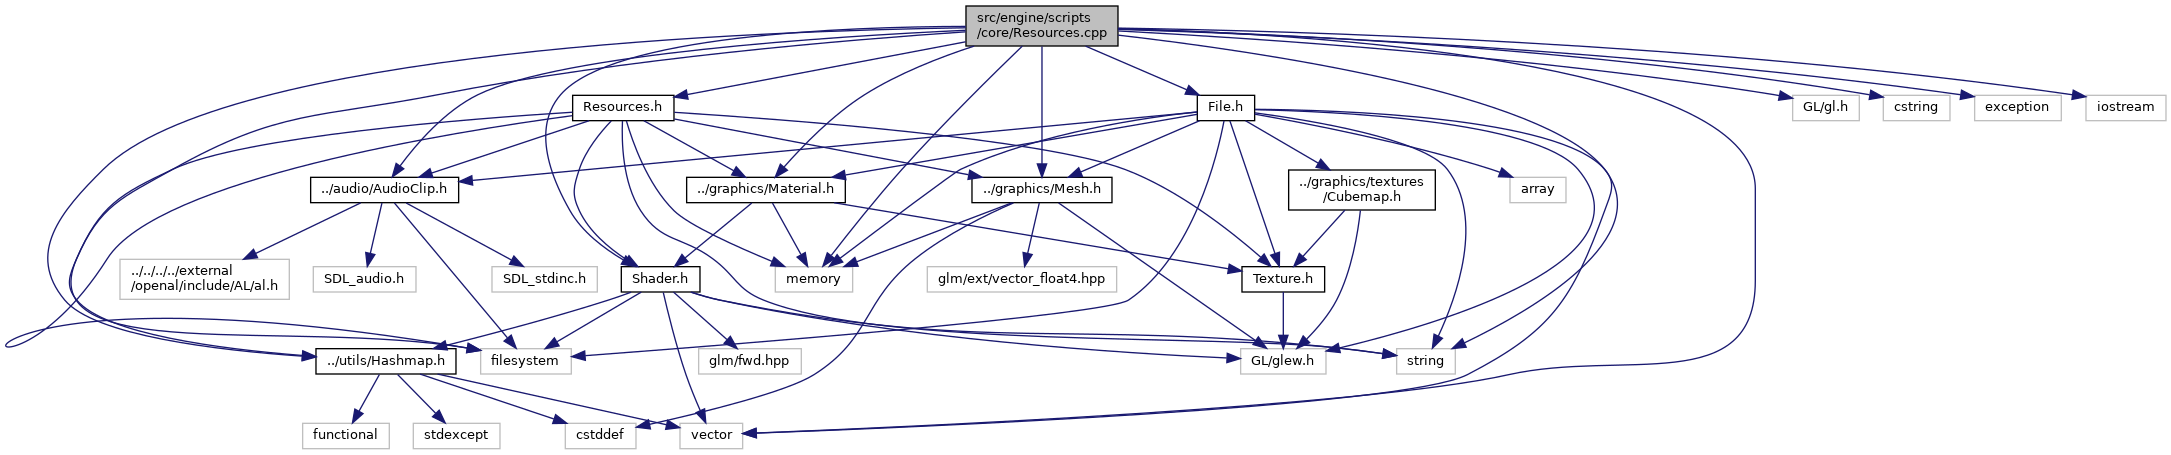 src/engine/scripts
/core/Resources.cpp
Resources.h
File.h
GL/gl.h
cstring
exception
iostream
../audio/AudioClip.h
../graphics/Material.h
../graphics/Mesh.h
../graphics/textures
/Cubemap.h
array
../../../../external
/openal/include/AL/al.h
SDL_audio.h
SDL_stdinc.h
Shader.h
memory
glm/ext/vector_float4.hpp
Texture.h
../utils/Hashmap.h
filesystem
glm/fwd.hpp
GL/glew.h
string
functional
stdexcept
cstddef
vector